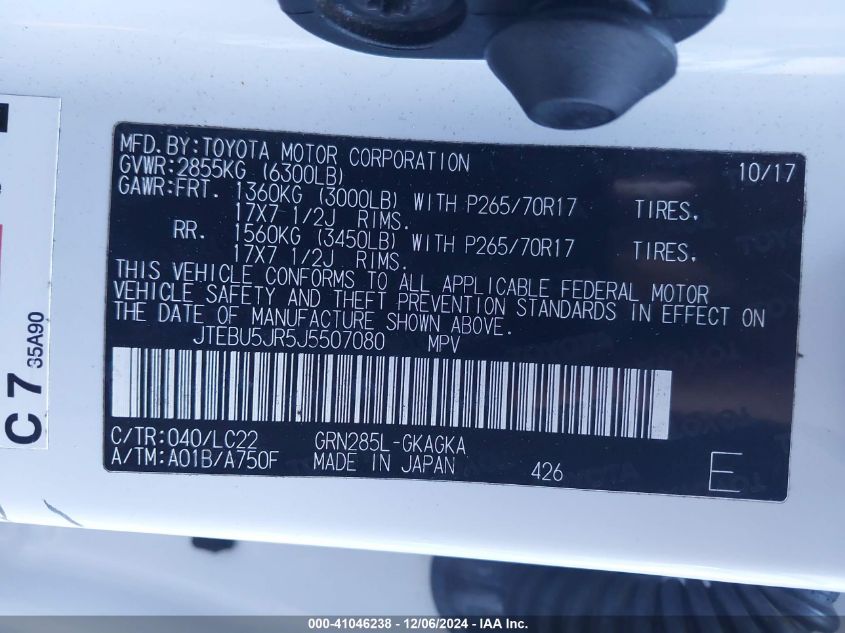 MFD.BY:TOYOTA MOTOR CORPORATION 10/17
GVWR:2855KG (6300LB)
GAWR:FRT. 1360KG (3000LB) WITH P265/70R17 TIRES,
17X7 1/2J RIMS.
RR. 1560KG (3450LB) WITH P265/70R17 TIRES,
17X7 1/2J RIMS.
THIS VEHICLE CONFORMS TO ALL APPLICABLE FEDERAL MOTOR
VEHICLE SAFETY AND THEFT PREVENTION STANDARDS IN EFFECT ON
THE DATE OF MANUFACTURE SHOWN ABOVE.
JTEBU5JR5J5507080 MPV
C/TR:040/LC22 GRN285L-GKAGKA
A/TM:A01B/A750F MADE IN JAPAN 426 E
C 7 35A90
000-41046238 - 12/06/2024 - IAA Inc.